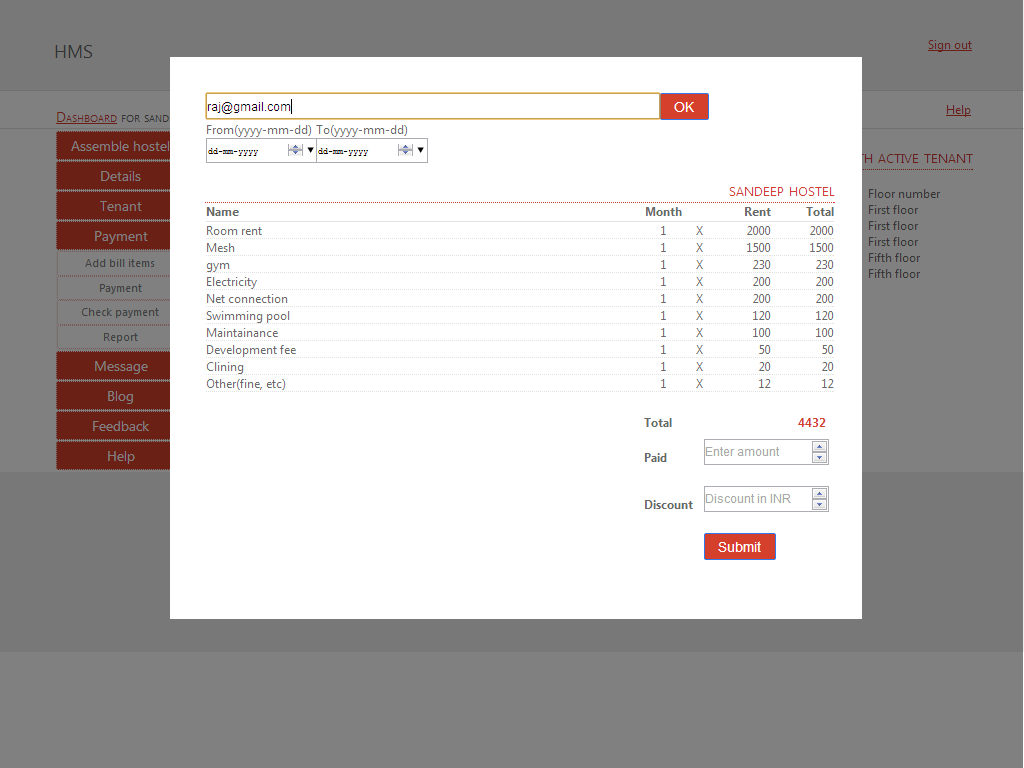 HMS
Sign out
raj@gmail.com
OK
From(yyyy-mm-dd) To(yyyy-mm-dd)
dd-mm-yyyy dd-mm-yyyy
DASHBOARD FOR SAND
Help
Assemble hostel
Details
Tenant
Payment
Add bill items
Payment
Check payment
Report
Message
Blog
Feedback
Help
SANDEEP HOSTEL
Name Month Rent Total
Room rent 1 X 2000 2000
Mesh 1 X 1500 1500
gym 1 X 230 230
Electricity 1 X 200 200
Net connection 1 X 200 200
Swimming pool 1 X 120 120
Maintainance 1 X 100 100
Development fee 1 X 50 50
Clining 1 X 20 20
Other(fine, etc) 1 X 12 12
Total 4432
Paid Enter amount
Discount Discount in INR
Submit
TH ACTIVE TENANT
Floor number
First floor
First floor
First floor
Fifth floor
Fifth floor